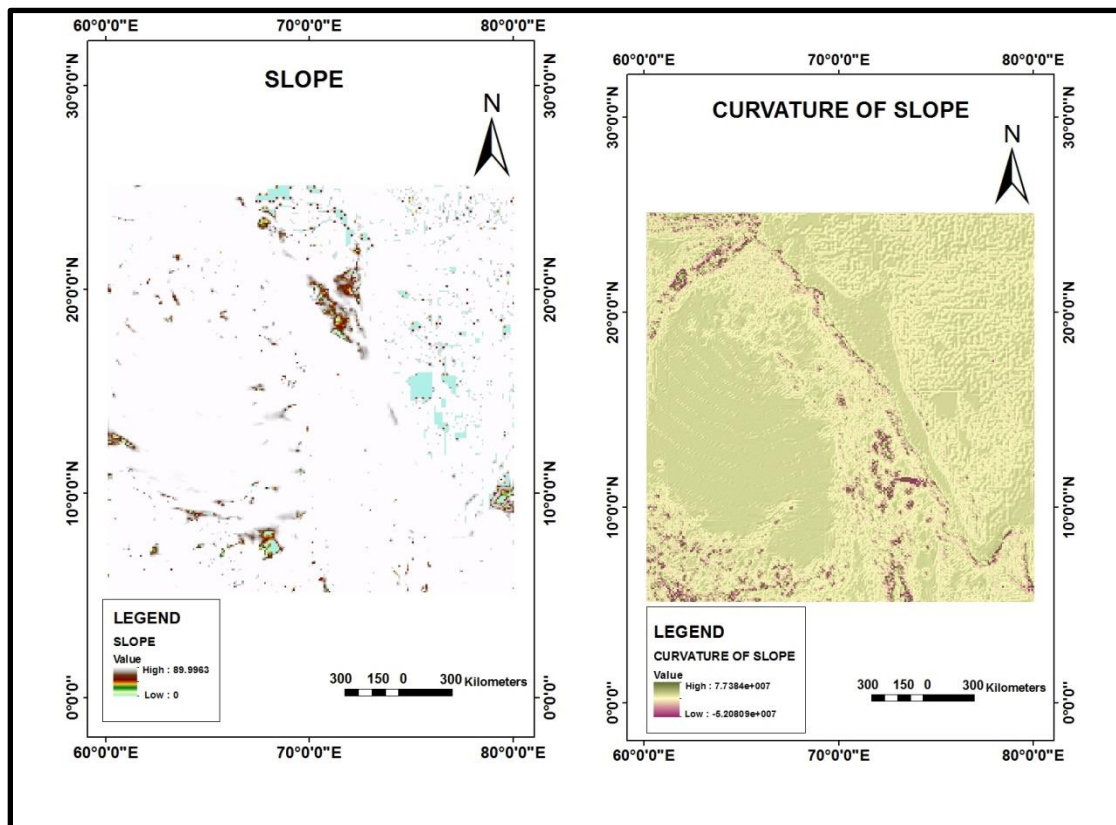 60°0'0"E 70°0'0"E 80°0'0"E
SLOPE
N
30°0'0"N
30°0'0"N
20°0'0"N
20°0'0"N
10°0'0"N
10°0'0"N
0°0'0"
0°0'0"
LEGEND
SLOPE
Value
High : 89.9963
Low : 0
300 150 0 300 Kilometers
60°0'0"E 70°0'0"E 80°0'0"E
60°0'0"E 70°0'0"E 80°0'0"E
CURVATURE OF SLOPE
N
30°0'0"N
30°0'0"N
20°0'0"N
20°0'0"N
10°0'0"N
10°0'0"N
0°0'0"
0°0'0"
LEGEND
CURVATURE OF SLOPE
Value
High : 7.7384e+007
Low : -5.20809e+007
300 150 0 300 Kilometers
60°0'0"E 70°0'0"E 80°0'0"E